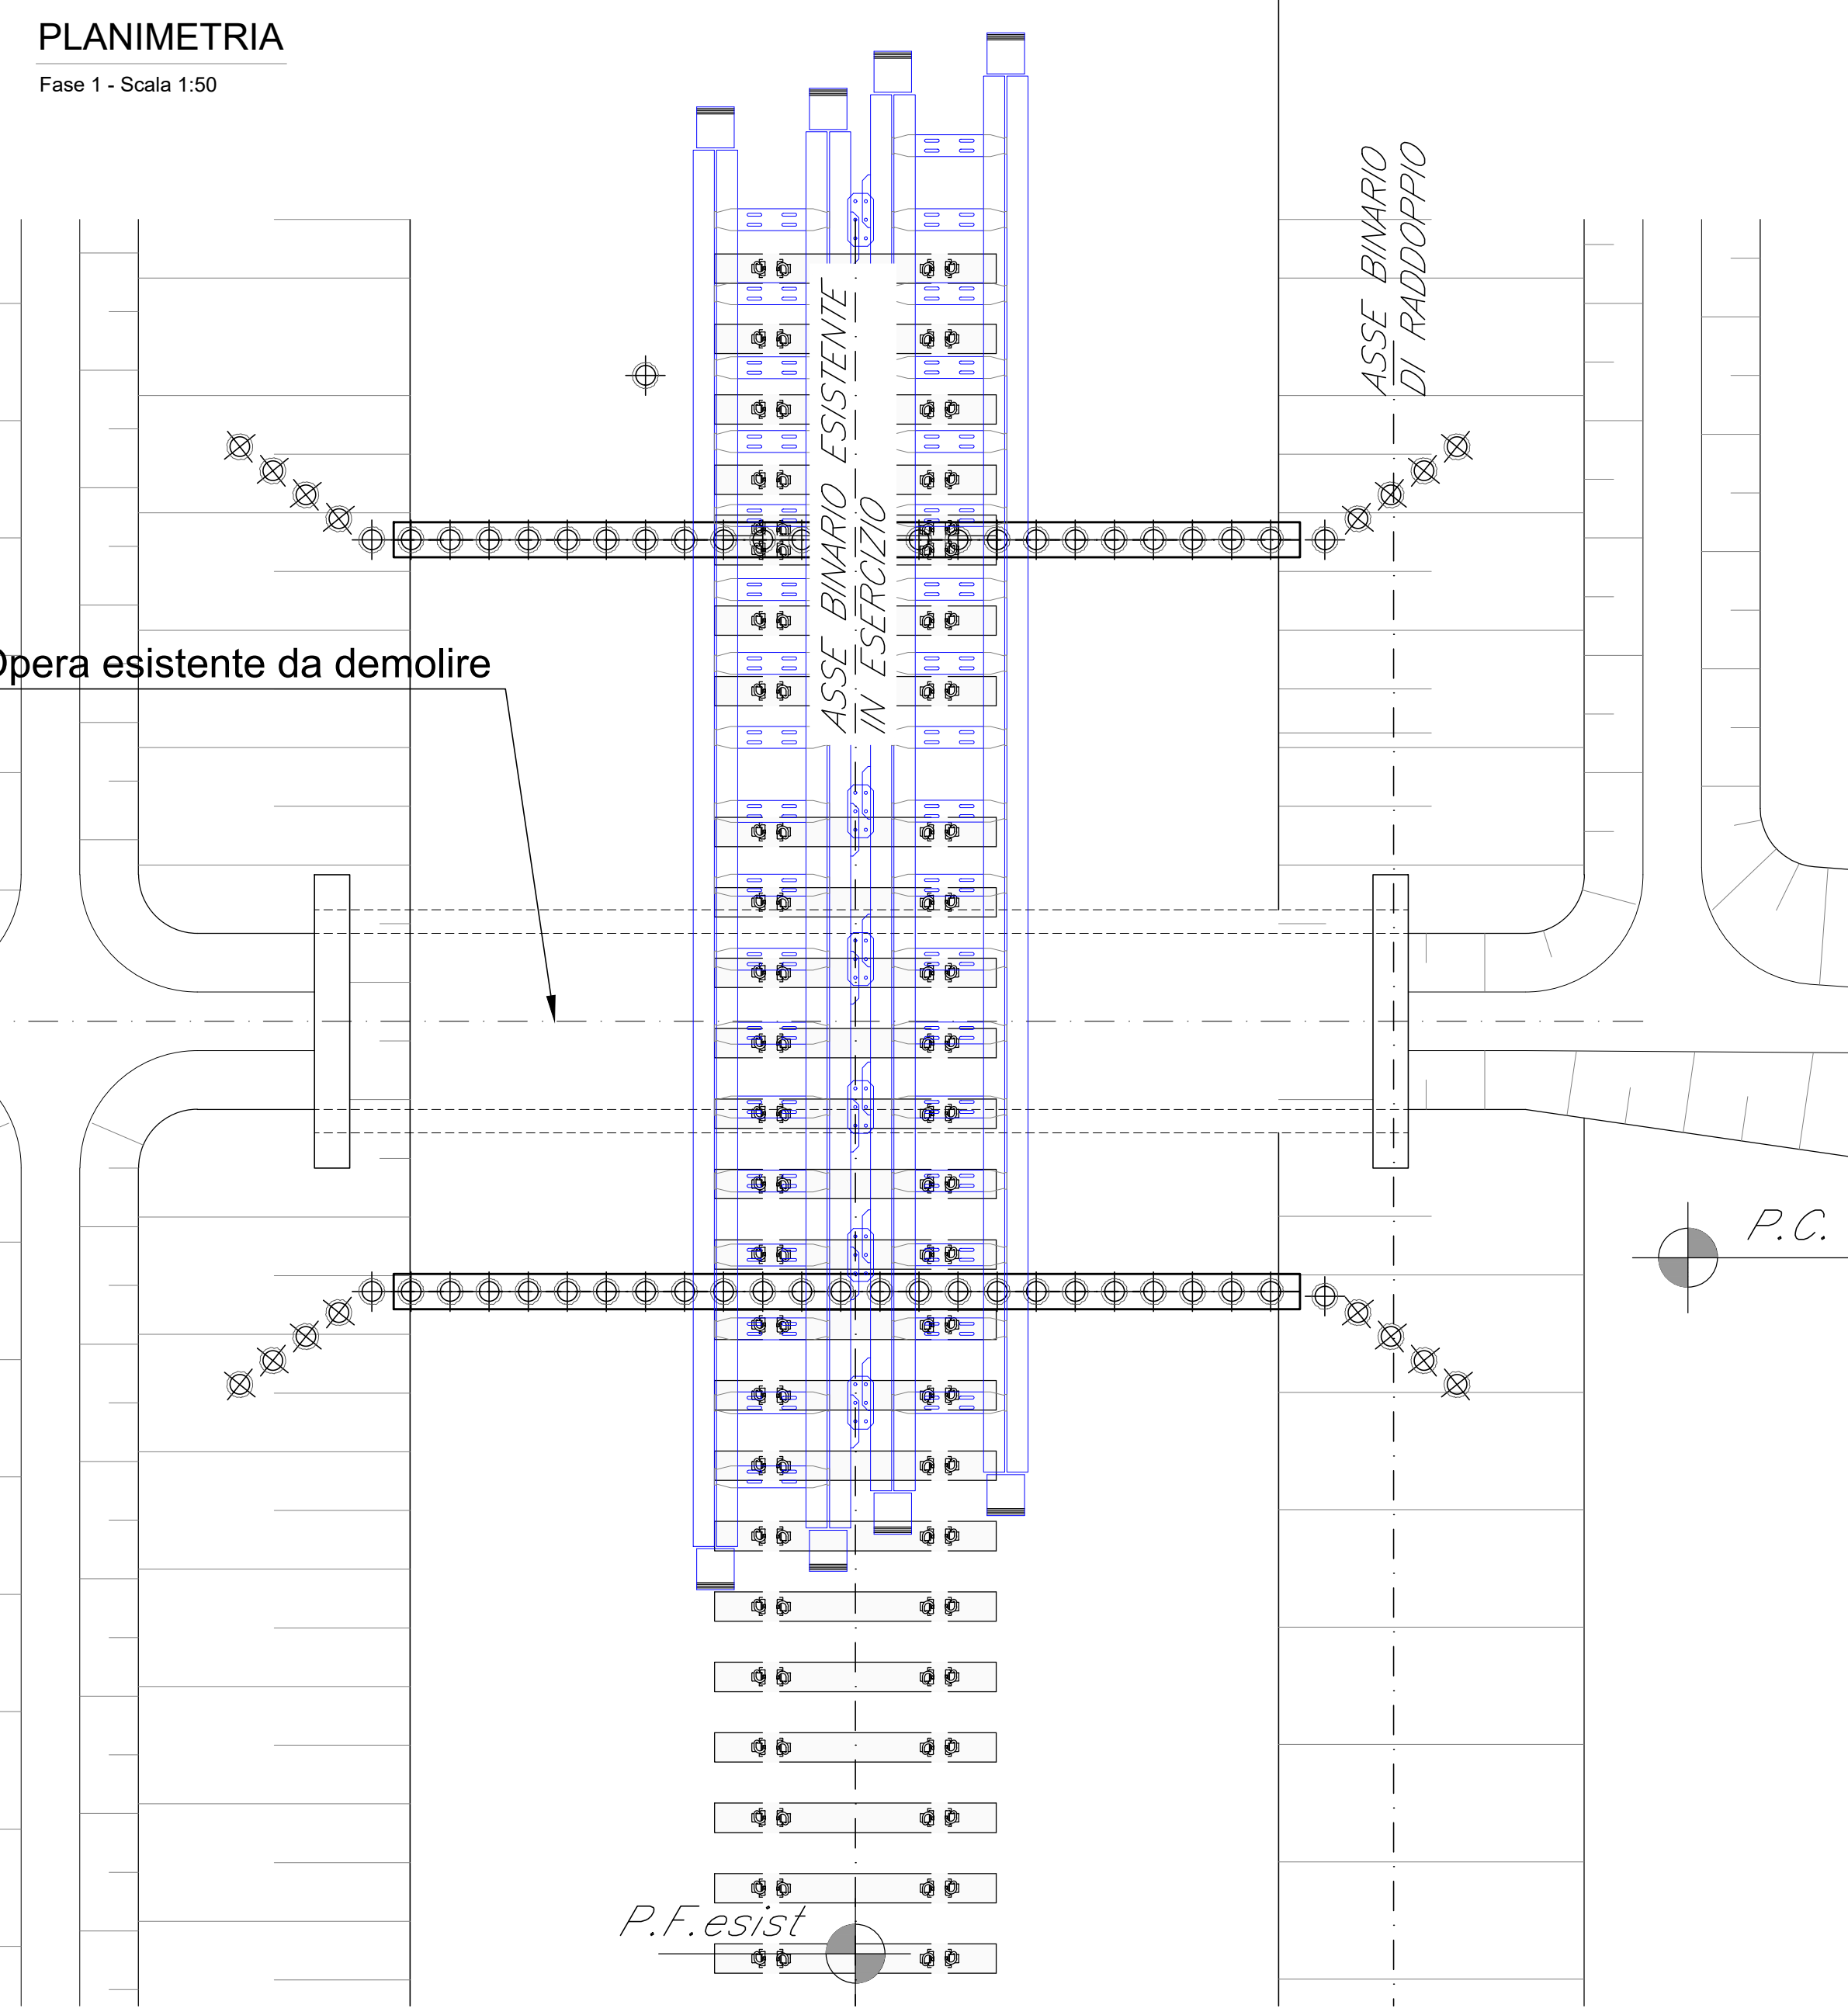 PLANIMETRIA
Fase 1 - Scala 1:50
ASSE BINARIO
DI RADDOPPIO
ASSE BINARIO ESISTENTE
IN ESERCIZIO
Opera esistente da demolire
P.C.
P.F.esist